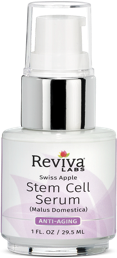 Reviva
LABS
Swiss Apple
Stem Cell
Serum
(Malus Domestica)
ANTI-AGING
1 FL. OZ / 29.5 mL